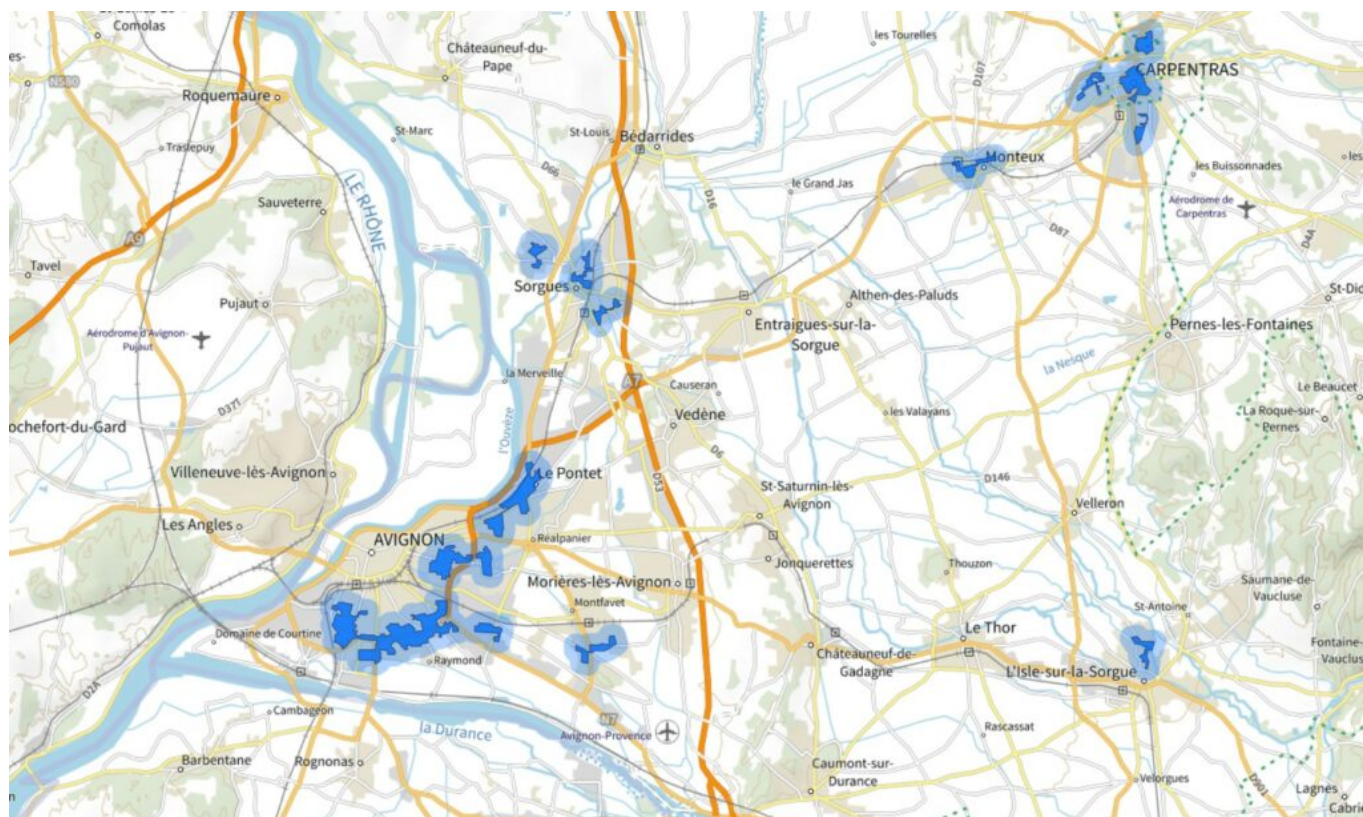 Comolas
les Tourelles
Châteauneuf-du-
Pape
D107
CARPENTRAS
N580
Roquemaure
St-Marc
St-Louis
Bédarrides
Traslepuy
Monteux
les Buissonnades
D66
LE RHÔNE
le Grand Jas
D16
Sauveterre
Aérodrome de
Carpentras
A9
D87
D4A
Tavel
Sorgues
Pujaut
Althen-des-Paluds
Entraigues-sur-la-
Sorgue
Pernes-les-Fontaines
Aérodrome d'Avignon-
Pujaut
la Nesque
la Merveille
A7
Causeran
Le Beaucet
D377
les Valayans
La Roque-sur-
Pernes
Vedène
ochefort-du-Gard
l'Ouvèze
D6
Villeneuve-lès-Avignon
Le Pontet
D53
D146
St-Saturnin-lès-
Avignon
Velleron
Les Angles
AVIGNON
Réalpanier
Jonquerettes
Thouzon
Morières-lès-Avignon
Saumane-de-
Vaucluse
Montfavet
St-Antoine
Domaine de Courtine
Le Thor
Châteauneuf-de-
Gadagne
Fontaine-
Vauclus
Raymond
L'Isle-sur-la-Sorgue
D2A
Cambageon
N7
la Durance
Avignon-Provence
Rascassat
Barbentane
Rognonas
Caumont-sur-
Durance
Velorgues
D901
Lagnes
Cabri